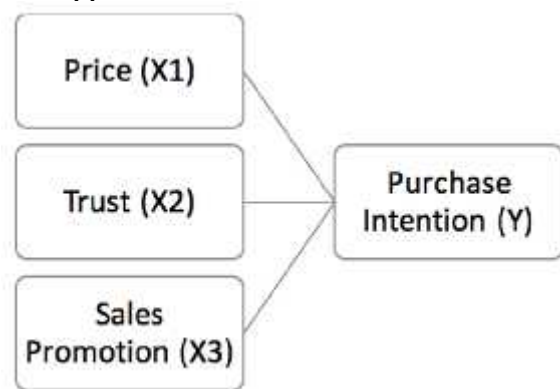 Price (X1)
Trust (X2)
Purchase
Intention (Y)
Sales
Promotion (X3)